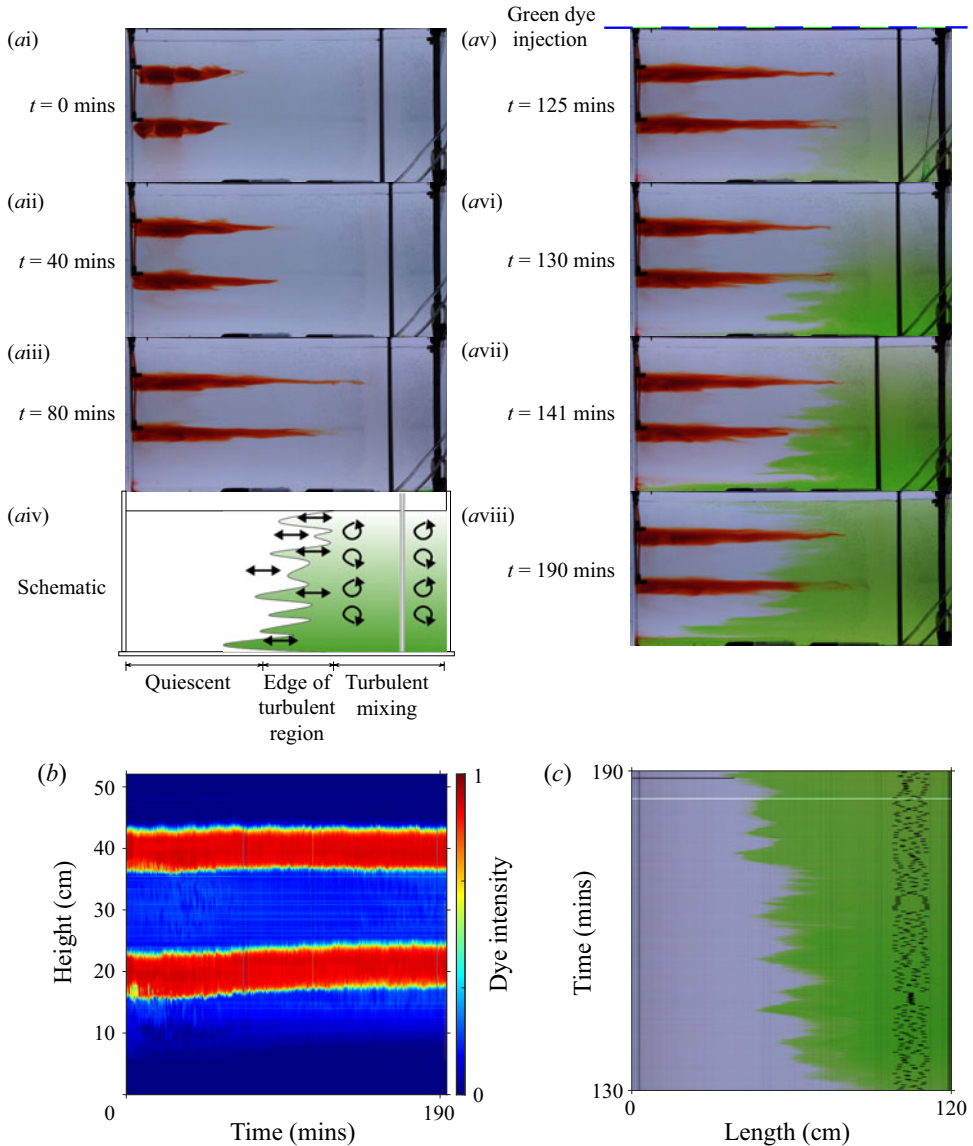 (ai)
t = 0 mins
(aii)
t = 40 mins
(aiii)
t = 80 mins
(aiv)
Schematic
Quiescent
Edge of
turbulent
region
Turbulent
mixing
Green dye
injection
(av)
t = 125 mins
(avi)
t = 130 mins
(avii)
t = 141 mins
(aviii)
t = 190 mins
(b)
50
40
30
20
10
0
Height (cm)
0
190
Time (mins)
1
0
Dye intensity
(c)
190
130
Time (mins)
0
120
Length (cm)